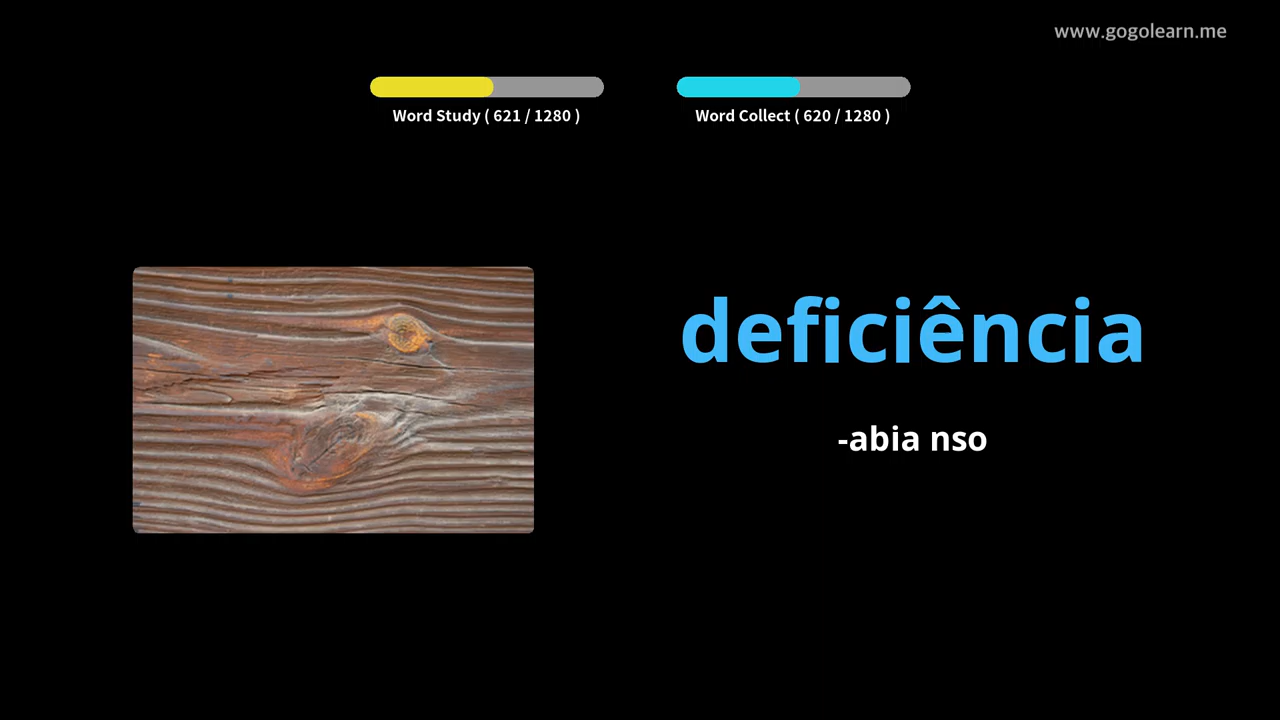 www.gogolearn.me
Word Study ( 621 / 1280 )
Word Collect ( 620 / 1280 )
deficiência
-abia nso